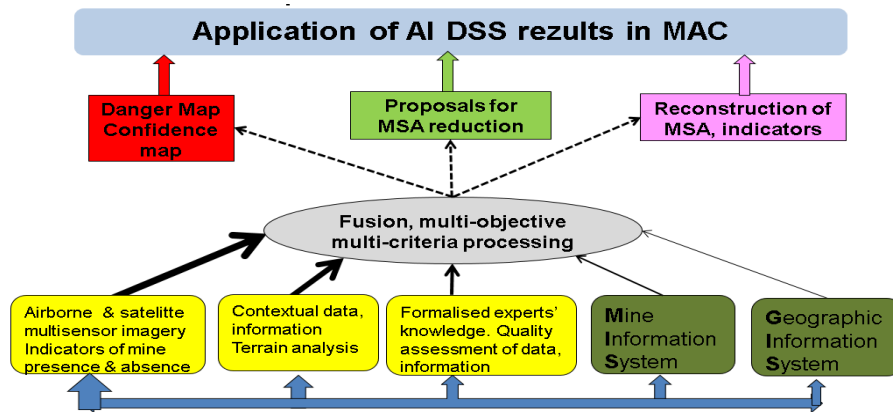 Application of AI DSS rezults in MAC
Danger Map
Confidence
map
Proposals for
MSA reduction
Reconstruction of
MSA, indicators
Fusion, multi-objective
multi-criteria processing
Airborne & satelitte
multisensor imagery
Indicators of mine
presence & absence
Contextual data,
information
Terrain analysis
Formalised experts'
knowledge. Quality
assessment of data,
information
Mine
Information
System
Geographic
Information
System